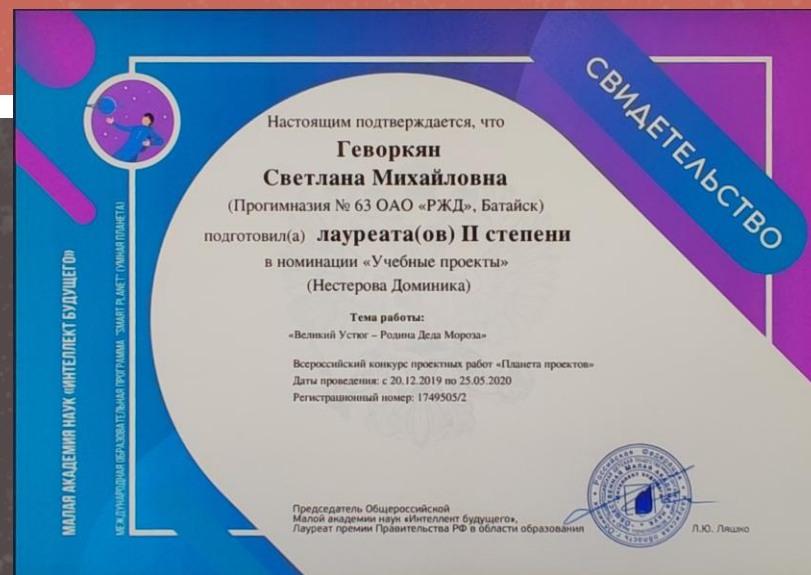 СВИДЕТЕЛЬСТВО
Настоящим подтверждается, что
Геворкян
Светлана Михайловна
(Прогимназия № 63 ОАО «РЖД», Батайск)
подготовил(а) лауреата(ов) II степени
в номинации «Учебные проекты»
(Нестерова Доминика)
Тема работы:
«Великий Устюг – Родина Деда Мороза»
Всероссийский конкурс проектных работ «Планета проектов»
Даты проведения: с 20.12.2019 по 25.05.2020
Регистрационный номер: 1749505/2
Председатель Общероссийской
Малой академии наук «Интеллект будущего»,
Лауреат премии Правительства РФ в области образования
Л.Ю. Ляшко
МАЛАЯ АКАДЕМИЯ НАУК «ИНТЕЛЛЕКТ БУДУЩЕГО»
МЕЖДУНАРОДНАЯ ОБРАЗОВАТЕЛЬНАЯ ПРОГРАММА "SMART PLANET" (УМНАЯ ПЛАНЕТА)
Российская Федерация